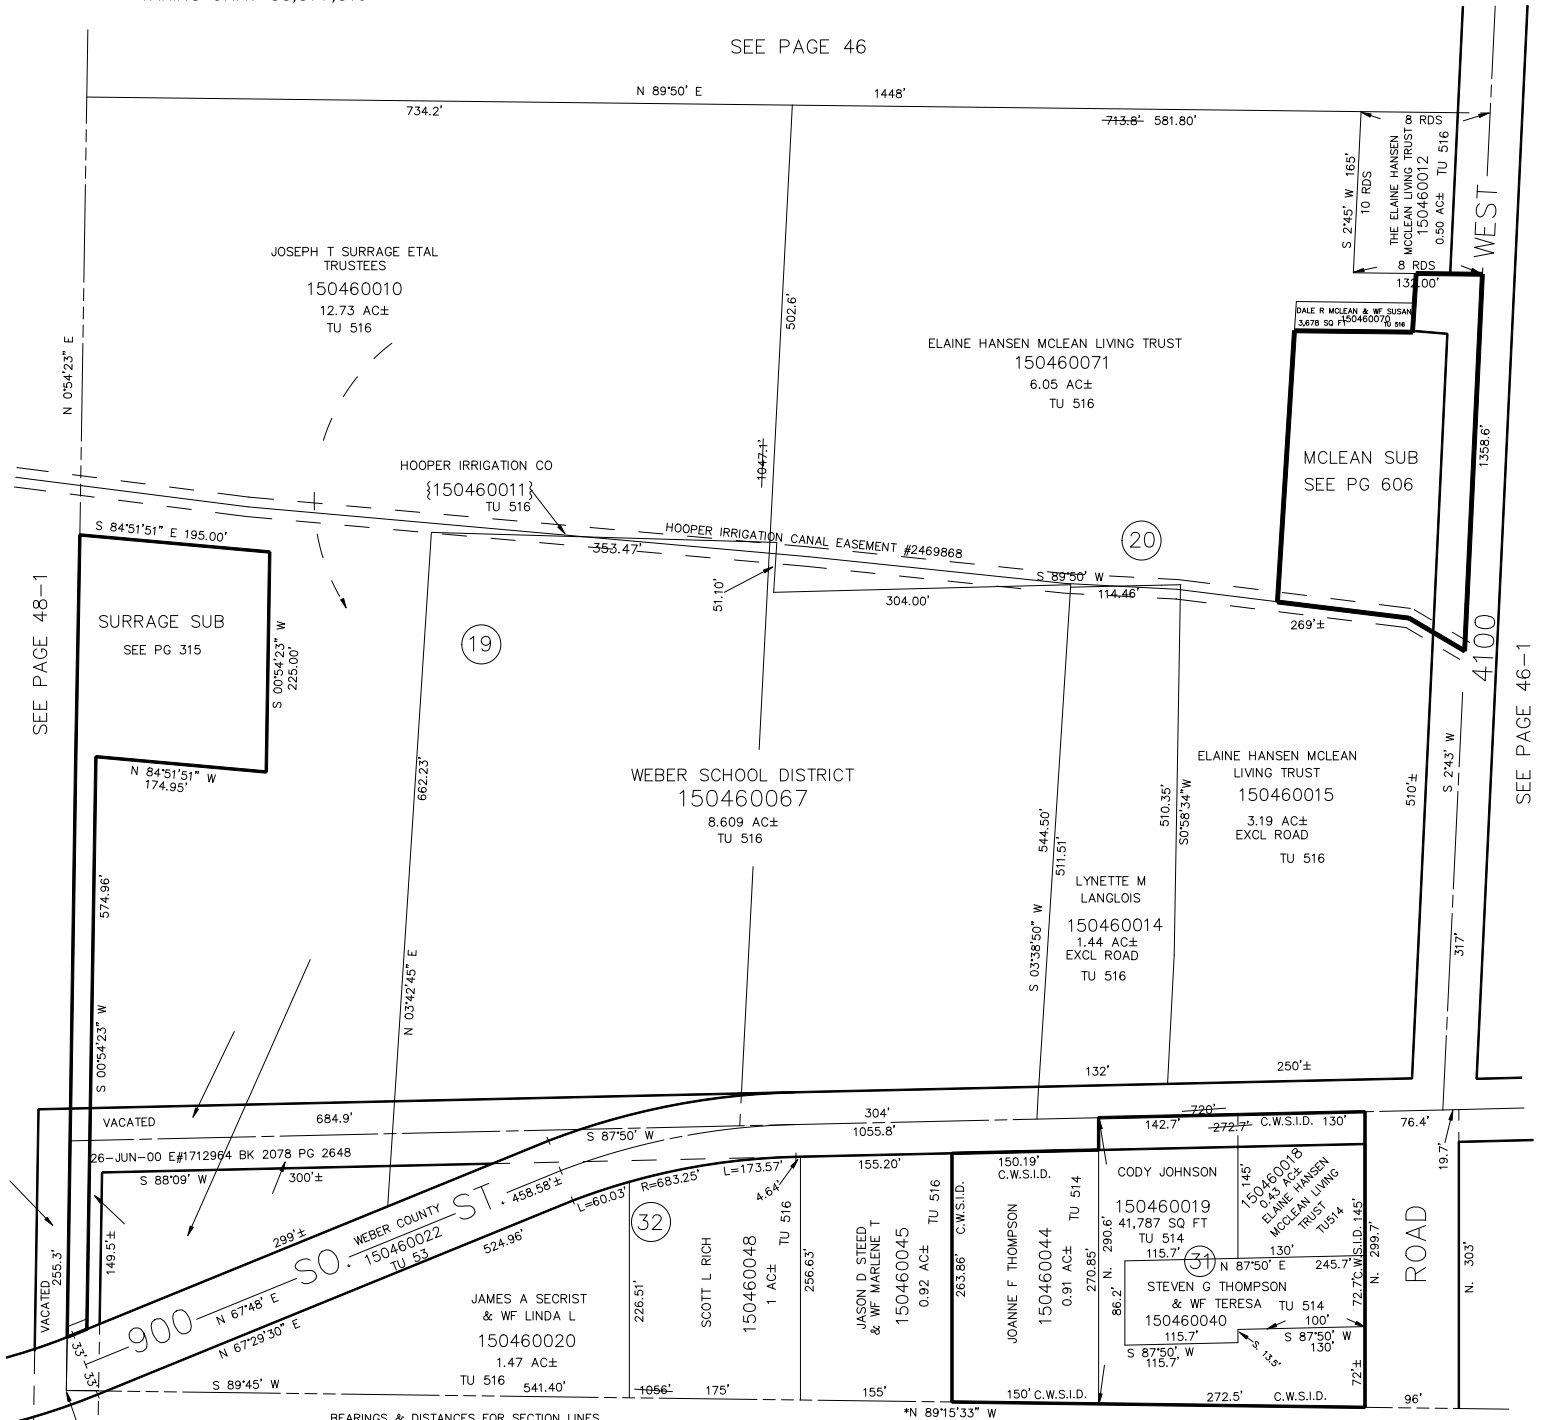 SEE PAGE 46
N 89°50' E
1448'
734.2'
713.8' 581.80'
8 RDS
S 2°45' W 165'
10 RDS
THE ELAINE HANSEN
MCCLEAN LIVING TRUST
150460012
0.50 AC± TU 516
8 RDS
132.00'
WEST
JOSEPH T SURRAGE ETAL
TRUSTEES
150460010
12.73 AC±
TU 516
N 0°54'23" E
502.6'
1047.1'
ELAINE HANSEN MCLEAN LIVING TRUST
150460071
6.05 AC±
TU 516
DALE R MCLEAN & WF SUSAN
150460070
3,678 SQ FT
TU 516
MCLEAN SUB
SEE PG 606
1358.6'
HOOPER IRRIGATION CO
{150460011}
TU 516
HOOPER IRRIGATION CANAL EASEMENT #2469868
353.47'
51.10'
304.00'
S 89°50' W
114.46'
20
269'±
S 84°51'51" E 195.00'
SURRAGE SUB
SEE PG 315
S 00°54'23" W
225.00'
N 84°51'51" W
174.95'
SEE PAGE 48-1
19
4100
SEE PAGE 46-1
662.23'
N 03°42'45" E
WEBER SCHOOL DISTRICT
150460067
8.609 AC±
TU 516
544.50'
511.51'
S 03°38'50" W
510.35'
S0°58'34"W
ELAINE HANSEN MCLEAN
LIVING TRUST
150460015
3.19 AC±
EXCL ROAD
TU 516
510'±
S 2°43' W
317'
LYNETTE M
LANGLOIS
150460014
1.44 AC±
EXCL ROAD
TU 516
574.96'
S 00°54'23" W
132'
250'±
VACATED
684.9'
S 87°50' W
304'
1055.8'
720'
142.7'
272.7'
C.W.S.I.D. 130'
76.4'
19.7'
26-JUN-00 E#1712964 BK 2078 PG 2648
S 88°09' W
300'±
149.5'±
VACATED
255.3'
299'±
900 SO. ST.
WEBER COUNTY
150460022
TU 53
458.58'±
N 67°48' E
N 67°29'30" E
524.96'
33'
33'
L=60.03'
R=683.25'
L=173.57'
4.64'
32
226.51'
JAMES A SECRIST
& WF LINDA L
150460020
1.47 AC±
TU 516
S 89°45' W
541.40'
1056'
SCOTT L RICH
150460048
1 AC±
TU 516
175'
256.63'
155.20'
JASON D STEED
& WF MARLENE T
150460045
0.92 AC±
TU 516
155'
263.86'
C.W.S.I.D.
150.19'
C.W.S.I.D.
JOANNE F THOMPSON
150460044
0.91 AC±
TU 514
270.85'
150' C.W.S.I.D.
N. 290.6'
86.2'
CODY JOHNSON
150460019
41,787 SQ FT
TU 514
115.7'
145'
150460018
0.43 AC±
ELAINE HANSEN
MCCLEAN LIVING
TRUST
TU514
31
130'
N 87°50' E
245.7'
STEVEN G THOMPSON
& WF TERESA TU 514
150460040
115.7'
S 87°50' W
115.7'
S. 13.5'
100'
S 87°50' W
130'
72.7'C.W.S.I.D. 145'
N. 299.7'
72'±
272.5'
C.W.S.I.D.
ROAD
N. 303'
96'
*N 89°15'33" W
BEARINGS & DISTANCES FOR SECTION LINES